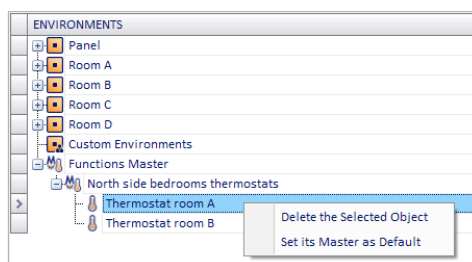 ENVIRONMENTS
Panel
Room A
Room B
Room C
Room D
Custom Environments
Functions Master
North side bedrooms thermostats
Thermostat room A
Thermostat room B
Delete the Selected Object
Set its Master as Default